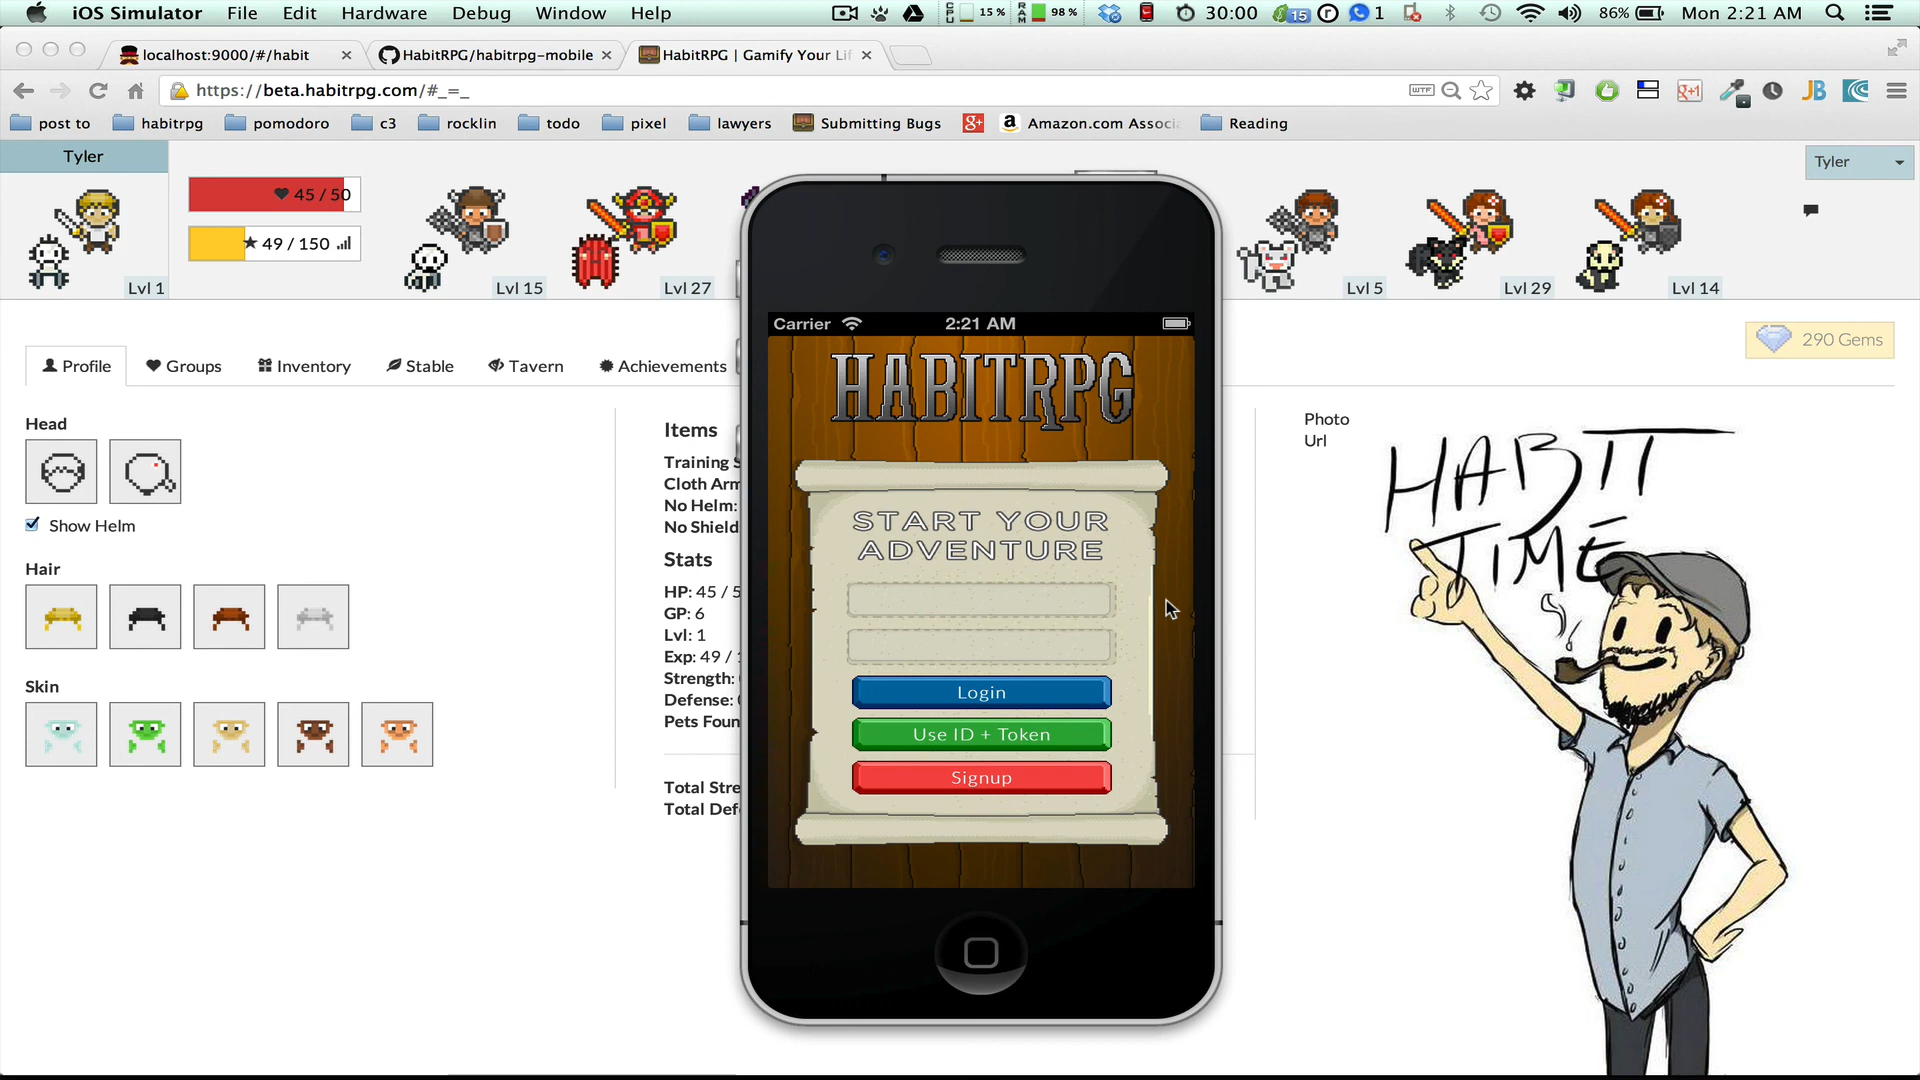 iOS Simulator File Edit Hardware Debug Window Help 15% 98% 30:00 15 1 86% Mon 2:21 AM
localhost:9000/#/habit HabitRPG/habitrpg-mobile HabitRPG | Gamify Your Lif
https://beta.habitrpg.com/#_=_ WTF
post to habitrpg pomodoro c3 rocklin todo pixel lawyers Submitting Bugs Amazon.com Associa Reading
Tyler
45 / 50
49 / 150
Lvl 1
Lvl 15
Lvl 27
Lvl 5
Lvl 29
Lvl 14
Tyler
290 Gems
Profile Groups Inventory Stable Tavern Achievements
Head
Show Helm
Hair
Skin
Items
Training S
Cloth Arm
No Helm:
No Shield
Stats
HP: 45 / 5
GP: 6
Lvl: 1
Exp: 49 / 1
Strength:
Defense:
Pets Foun
Total Stre
Total Def
Carrier 2:21 AM
HABITRPG
START YOUR
ADVENTURE
Login
Use ID + Token
Signup
Photo
Url
HABIT
TIME